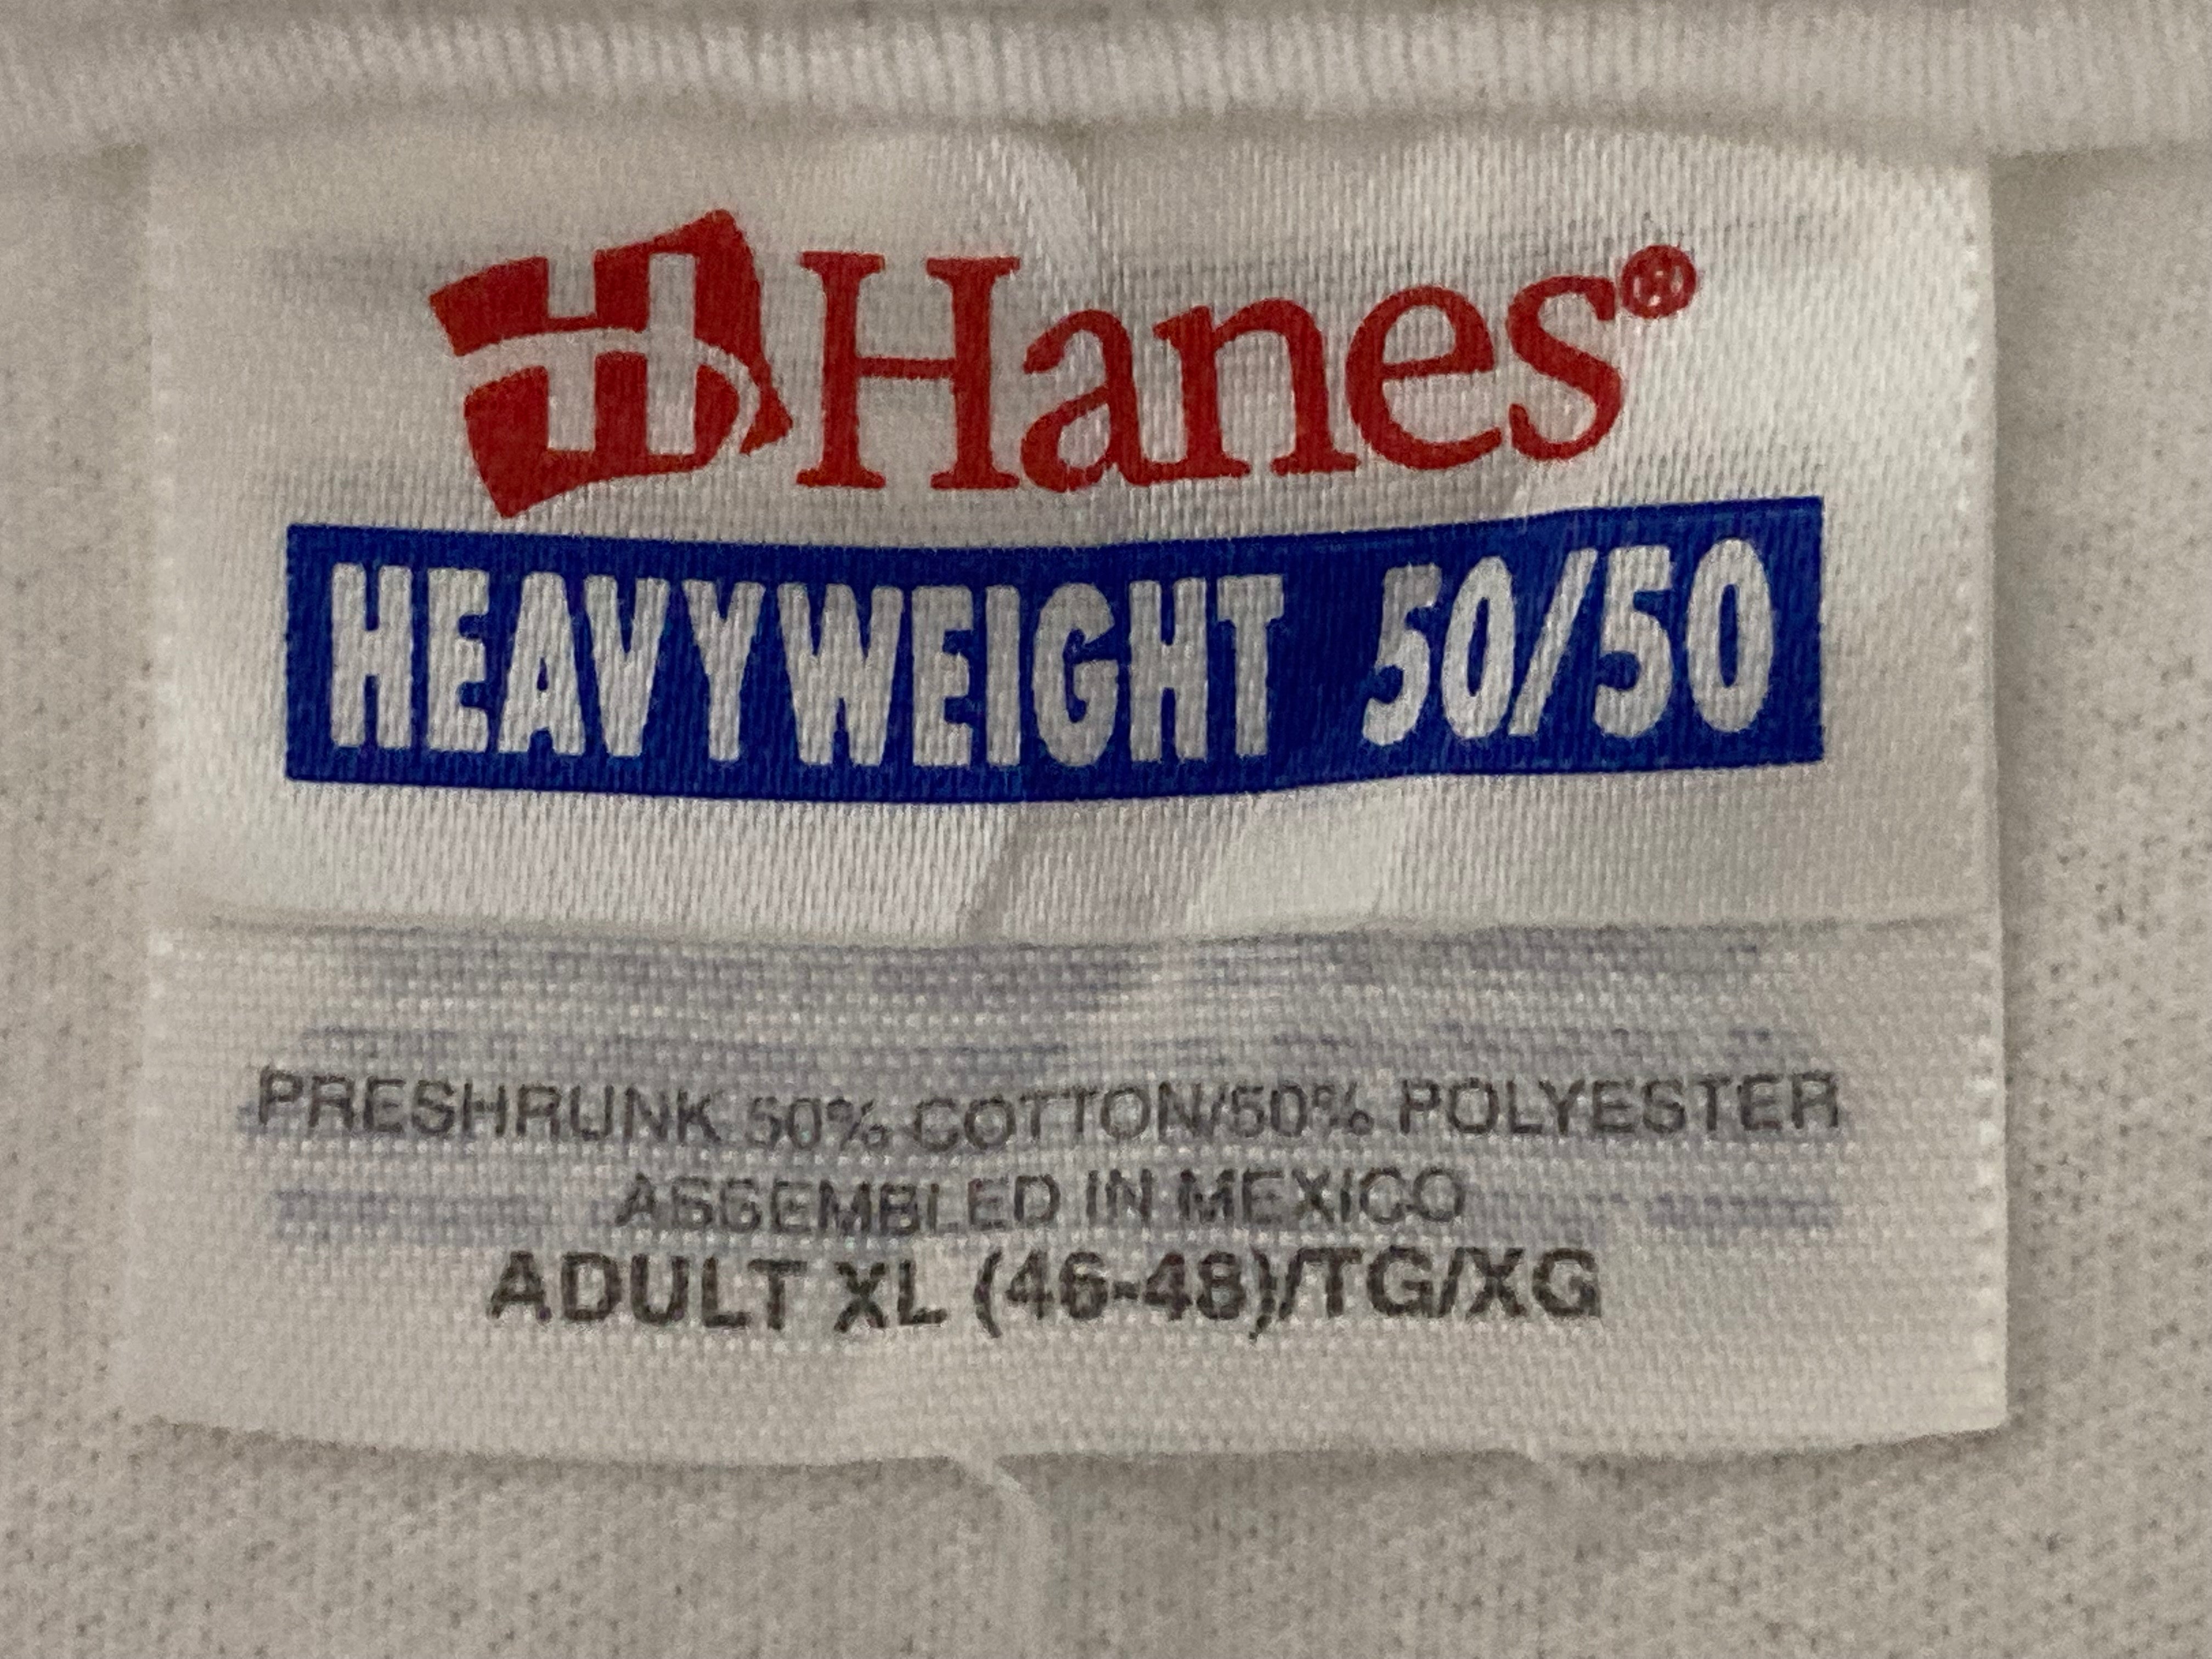 H Hanes®
HEAVYWEIGHT 50/50
PRESHRUNK 50% COTTON/50% POLYESTER
ASSEMBLED IN MEXICO
ADULT XL (46-48)/TG/XG